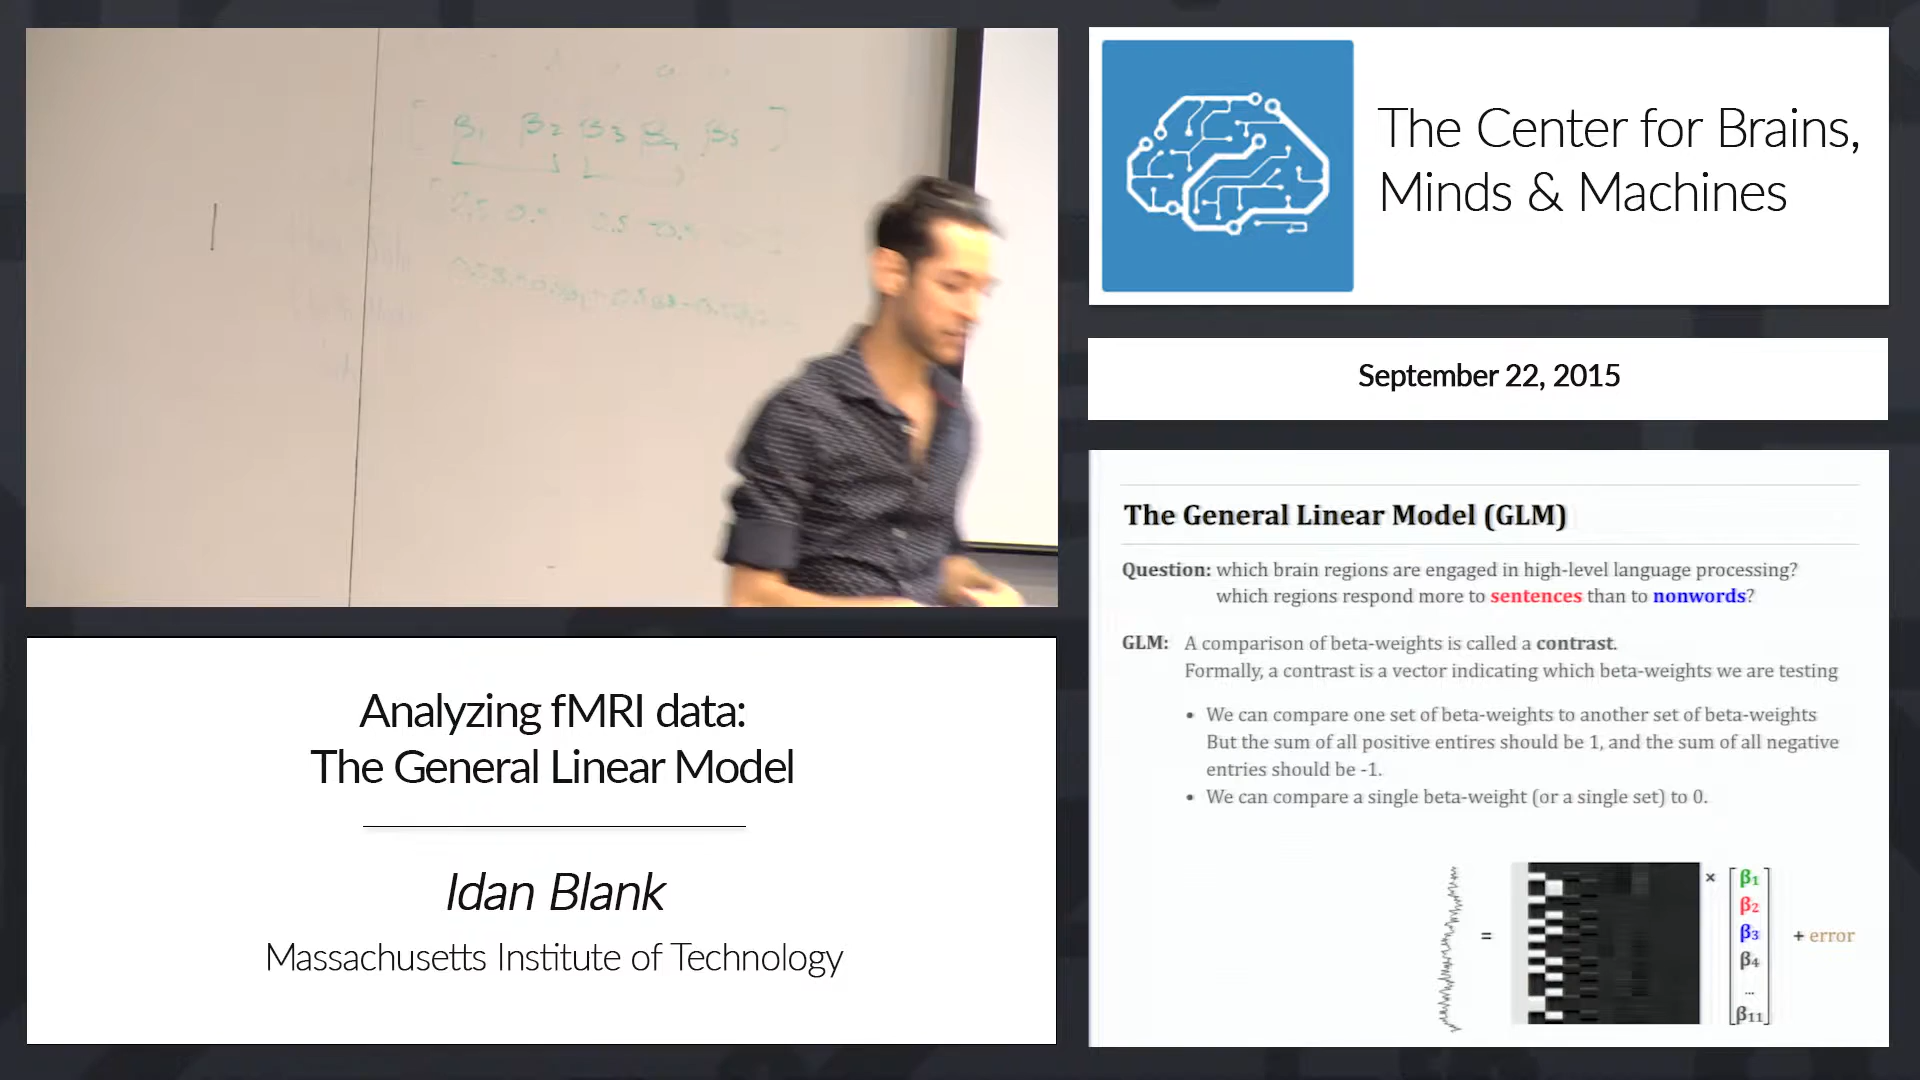 β1 β2 β3 β4 β5
The Center for Brains,
Minds & Machines
September 22, 2015
Analyzing fMRI data:
The General Linear Model
Idan Blank
Massachusetts Institute of Technology
The General Linear Model (GLM)
Question: which brain regions are engaged in high-level language processing?
which regions respond more to sentences than to nonwords?
GLM: A comparison of beta-weights is called a contrast.
Formally, a contrast is a vector indicating which beta-weights we are testing
• We can compare one set of beta-weights to another set of beta-weights
But the sum of all positive entires should be 1, and the sum of all negative
entries should be -1.
• We can compare a single beta-weight (or a single set) to 0.
= × β1
β2
β3 + error
β4
...
β11